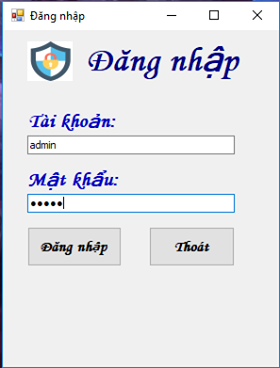 Đăng nhập
Đăng nhập
Tài khoản:
admin
Mật khẩu:
●●●●●
Đăng nhập Thoát